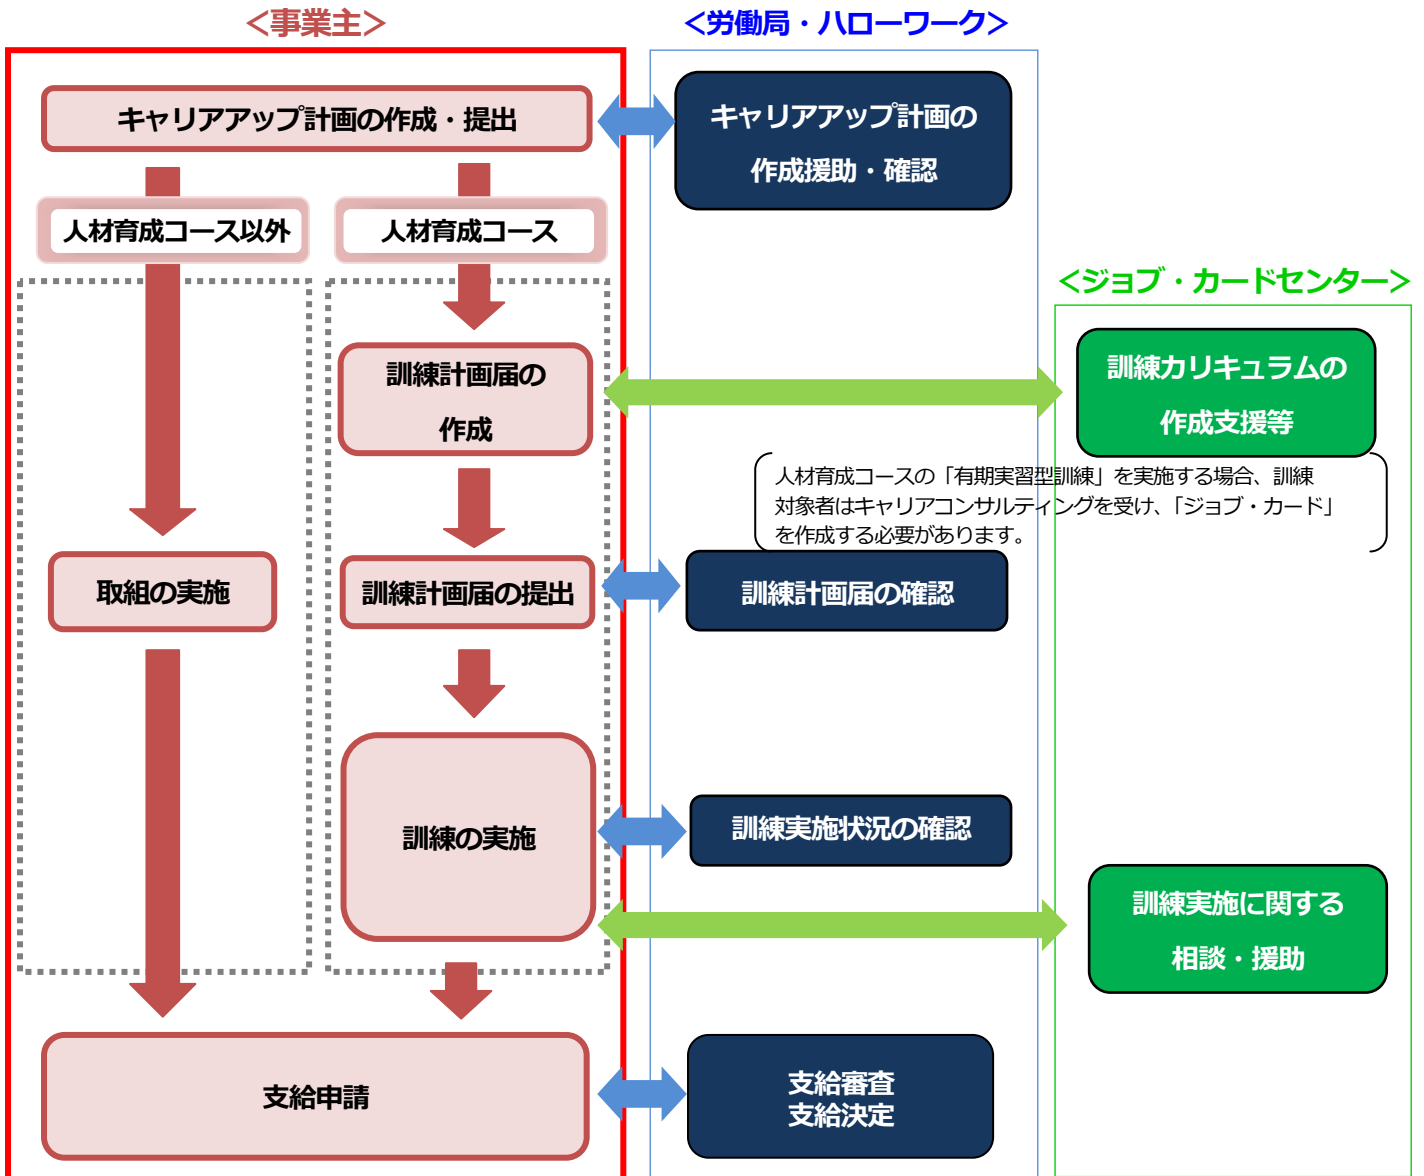 ＜事業主＞
＜労働局・ハローワーク＞
キャリアアップ計画の作成・提出
キャリアアップ計画の
作成援助・確認
人材育成コース以外
人材育成コース
＜ジョブ・カードセンター＞
訓練計画届の
作成
訓練カリキュラムの
作成支援等
人材育成コースの「有期実習型訓練」を実施する場合、訓練
対象者はキャリアコンサルティングを受け、「ジョブ・カード」
を作成する必要があります。
取組の実施
訓練計画届の提出
訓練計画届の確認
訓練の実施
訓練実施状況の確認
訓練実施に関する
相談・援助
支給申請
支給審査
支給決定